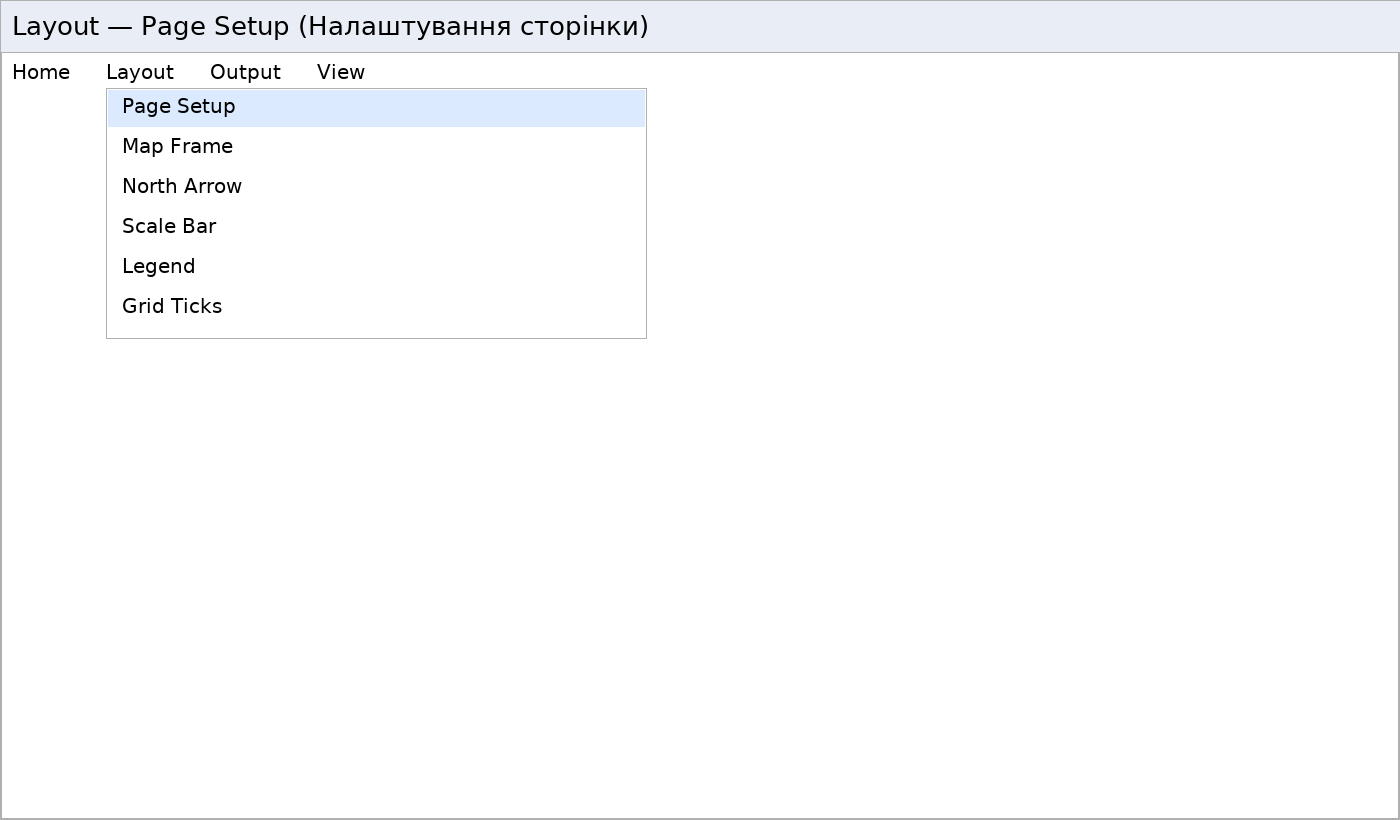 Layout — Page Setup (Налаштування сторінки)
Home Layout Output View
Page Setup
Map Frame
North Arrow
Scale Bar
Legend
Grid Ticks